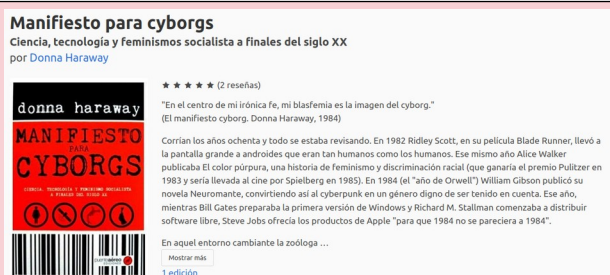 Manifiesto para cyborgs
Ciencia, tecnología y feminismos socialista a finales del siglo XX
por Donna Haraway
donna haraway
MANIFIESTO
PARA
CYBORGS
CIENCIA, TECNOLOGÍA Y FEMINISMO SOCIALISTA
A FINALES DEL SIGLO XX
puente aéreo
★ ★ ★ ★ ★ (2 reseñas)
"En el centro de mi irónica fe, mi blasfemia es la imagen del cyborg."
(El manifiesto cyborg. Donna Haraway, 1984)
Corrían los años ochenta y todo se estaba revisando. En 1982 Ridley Scott, en su película Blade Runner, llevó a
la pantalla grande a androides que eran tan humanos como los humanos. Ese mismo año Alice Walker
publicaba El color púrpura, una historia de feminismo y discriminación racial (que ganaría el premio Pulitzer en
1983 y sería llevada al cine por Spielberg en 1985). En 1984 (el "año de Orwell") William Gibson publicó su
novela Neuromante, convirtiendo así al cyberpunk en un género digno de ser tenido en cuenta. Ese año,
mientras Bill Gates preparaba la primera versión de Windows y Richard M. Stallman comenzaba a distribuir
software libre, Steve Jobs ofrecía los productos de Apple "para que 1984 no se pareciera a 1984".
En aquel entorno cambiante la zoóloga …
Mostrar más
1 edición